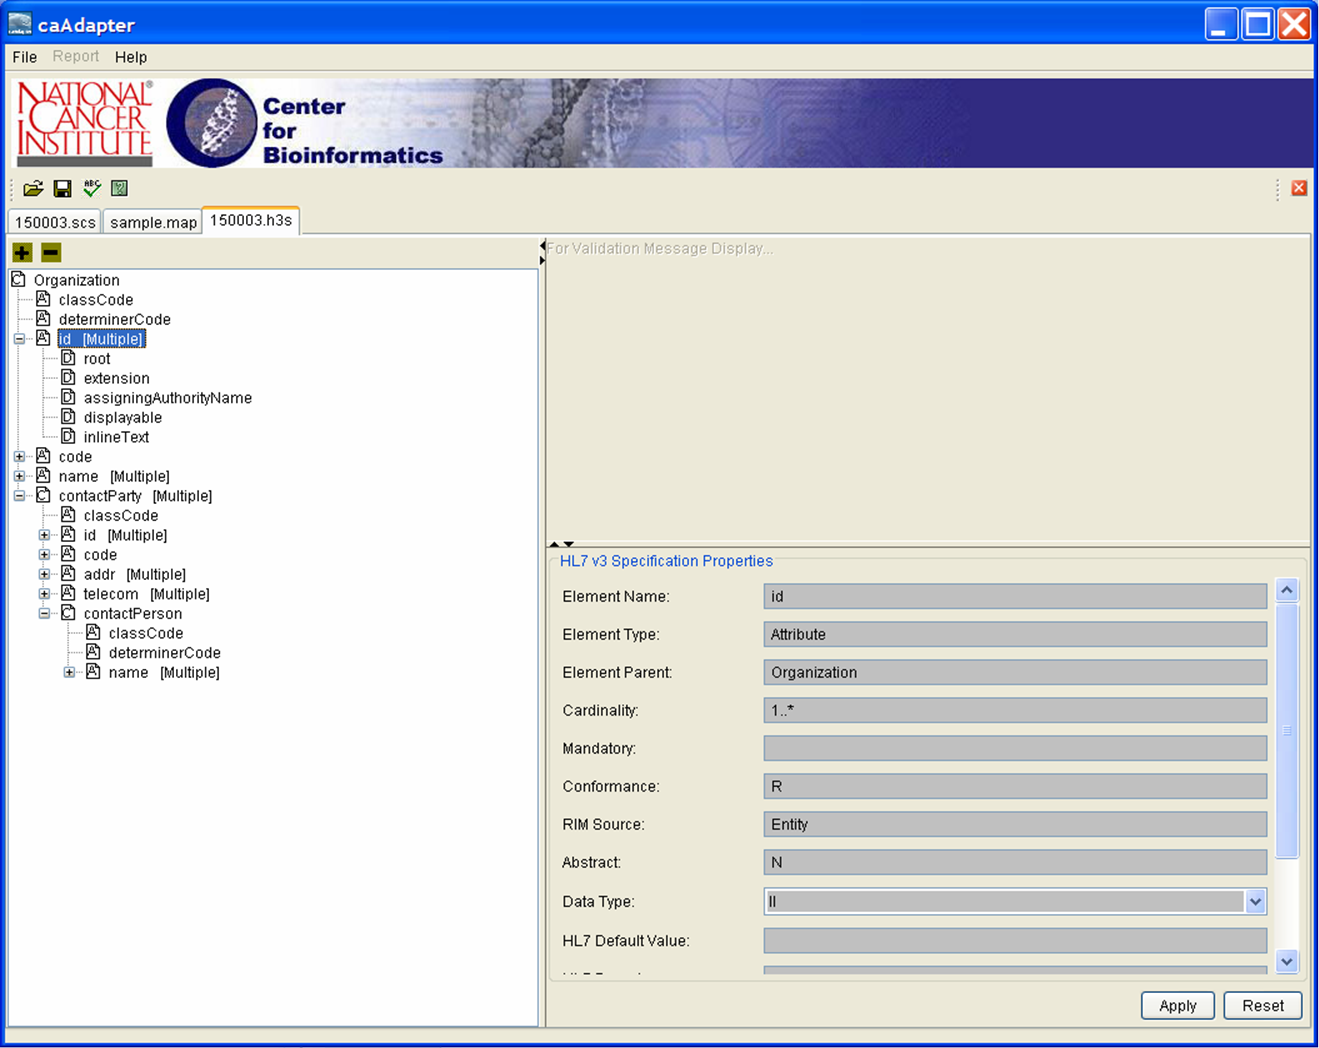 caAdapter
File Report Help
NATIONAL
CANCER
INSTITUTE
®
Center
for
Bioinformatics
ABC
150003.scs sample.map 150003.h3s
For Validation Message Display...
C Organization
A classCode
A determinerCode
A id [Multiple]
D root
D extension
D assigningAuthorityName
D displayable
D inlineText
A code
A name [Multiple]
C contactParty [Multiple]
A classCode
A id [Multiple]
A code
A addr [Multiple]
A telecom [Multiple]
C contactPerson
A classCode
A determinerCode
A name [Multiple]
HL7 v3 Specification Properties
Element Name: id
Element Type: Attribute
Element Parent: Organization
Cardinality: 1..*
Mandatory:
Conformance: R
RIM Source: Entity
Abstract: N
Data Type: II
HL7 Default Value:
Apply Reset